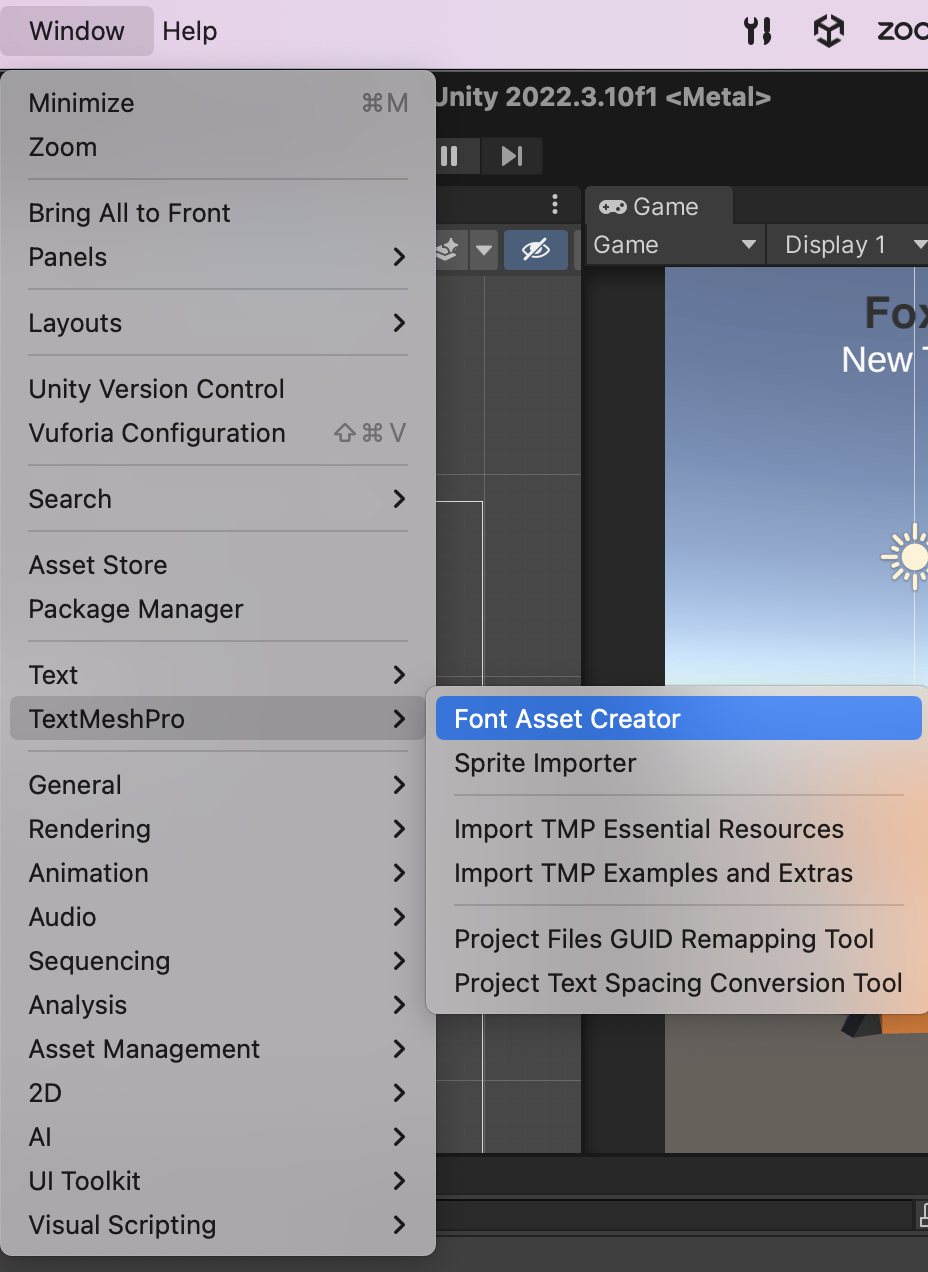 Window Help
Minimize ⌘M
Zoom
Bring All to Front
Panels
Layouts
Unity Version Control
Vuforia Configuration ⇧⌘V
Search
Asset Store
Package Manager
Text
TextMeshPro
General
Rendering
Animation
Audio
Sequencing
Analysis
Asset Management
2D
AI
UI Toolkit
Visual Scripting
Font Asset Creator
Sprite Importer
Import TMP Essential Resources
Import TMP Examples and Extras
Project Files GUID Remapping Tool
Project Text Spacing Conversion Tool
Unity 2022.3.10f1 <Metal>
Game
Game Display 1
New